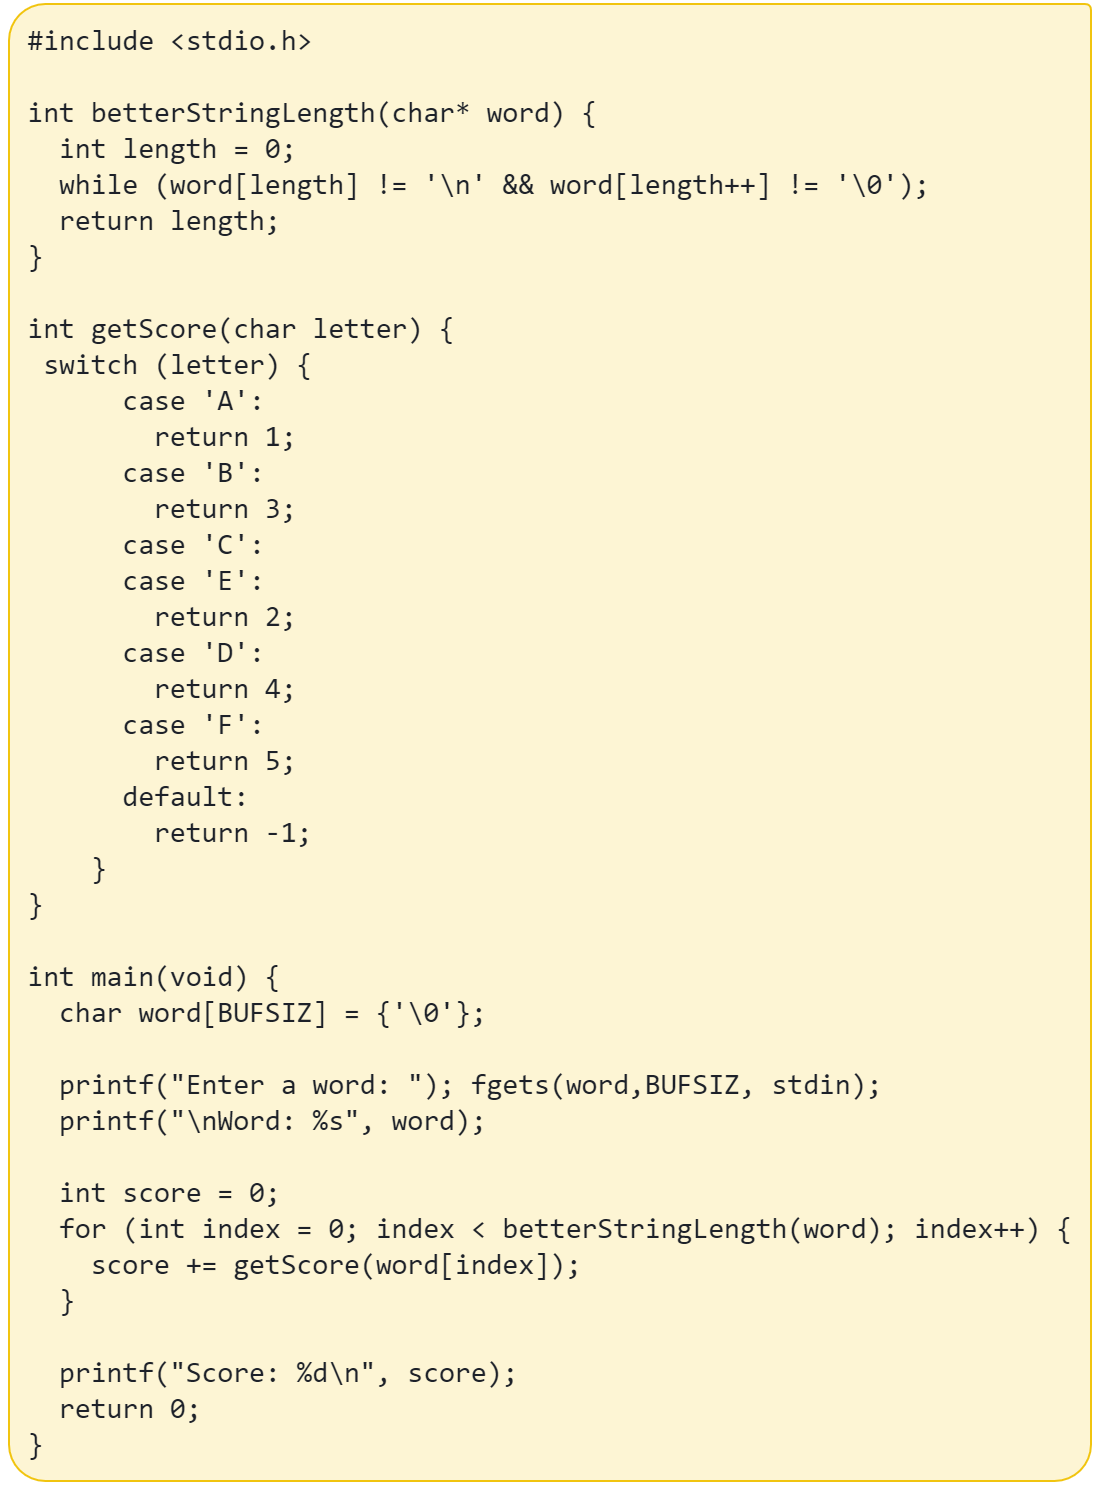 #include <stdio.h>

int betterStringLength(char* word) {
  int length = 0;
  while (word[length] != '\n' && word[length++] != '\0');
  return length;
}

int getScore(char letter) {
 switch (letter) {
      case 'A':
        return 1;
      case 'B':
        return 3;
      case 'C':
      case 'E':
        return 2;
      case 'D':
        return 4;
      case 'F':
        return 5;
      default:
        return -1;
    }
}

int main(void) {
  char word[BUFSIZ] = {'\0'};

  printf("Enter a word: "); fgets(word,BUFSIZ, stdin);
  printf("\nWord: %s", word);

  int score = 0;
  for (int index = 0; index < betterStringLength(word); index++) {
    score += getScore(word[index]);
  }

  printf("Score: %d\n", score);
  return 0;
}